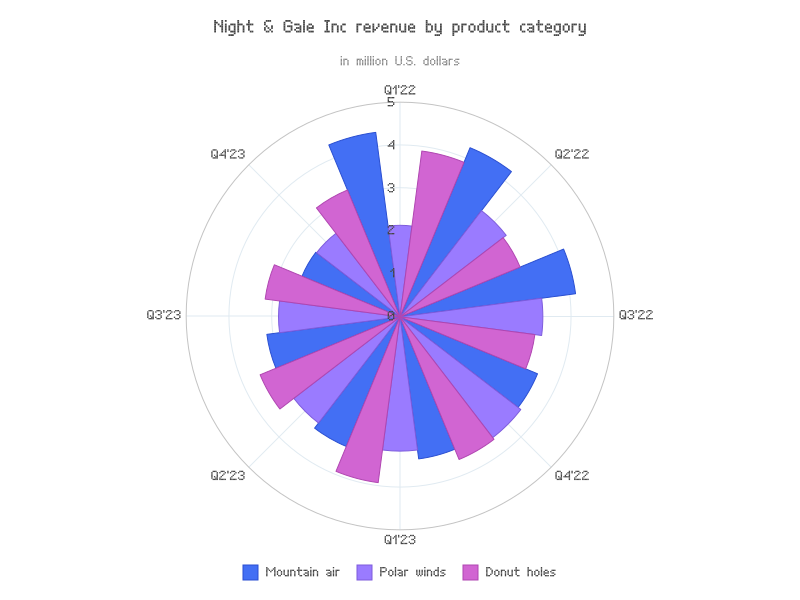 Night & Gale Inc revenue by product category
in million U.S. dollars
Q1'22
5
Q4'23
4
Q2'22
3
2
1
Q3'23
0
Q3'22
Q2'23
Q4'22
Q1'23
Mountain air
Polar winds
Donut holes